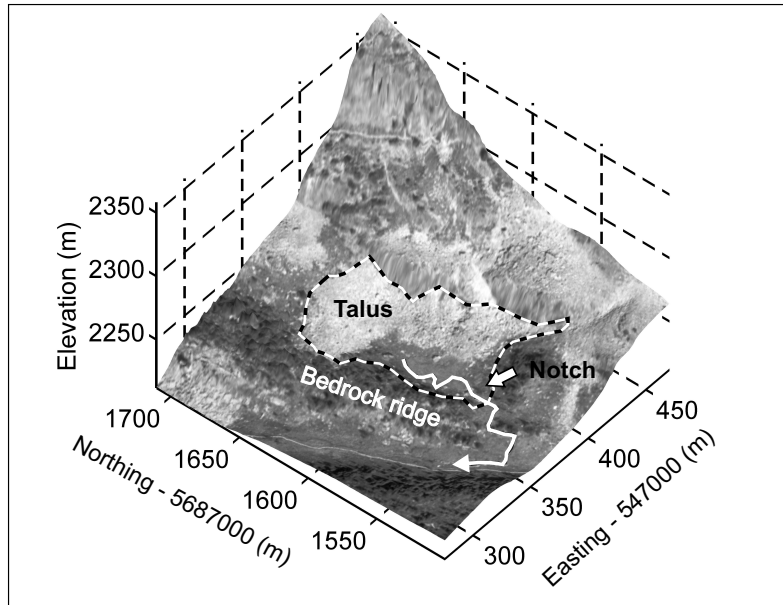 2350
2300
2250
Elevation (m)
Talus
Notch
Bedrock ridge
1700
1650
1600
1550
Northing - 5687000 (m)
450
400
350
300
Easting - 547000 (m)